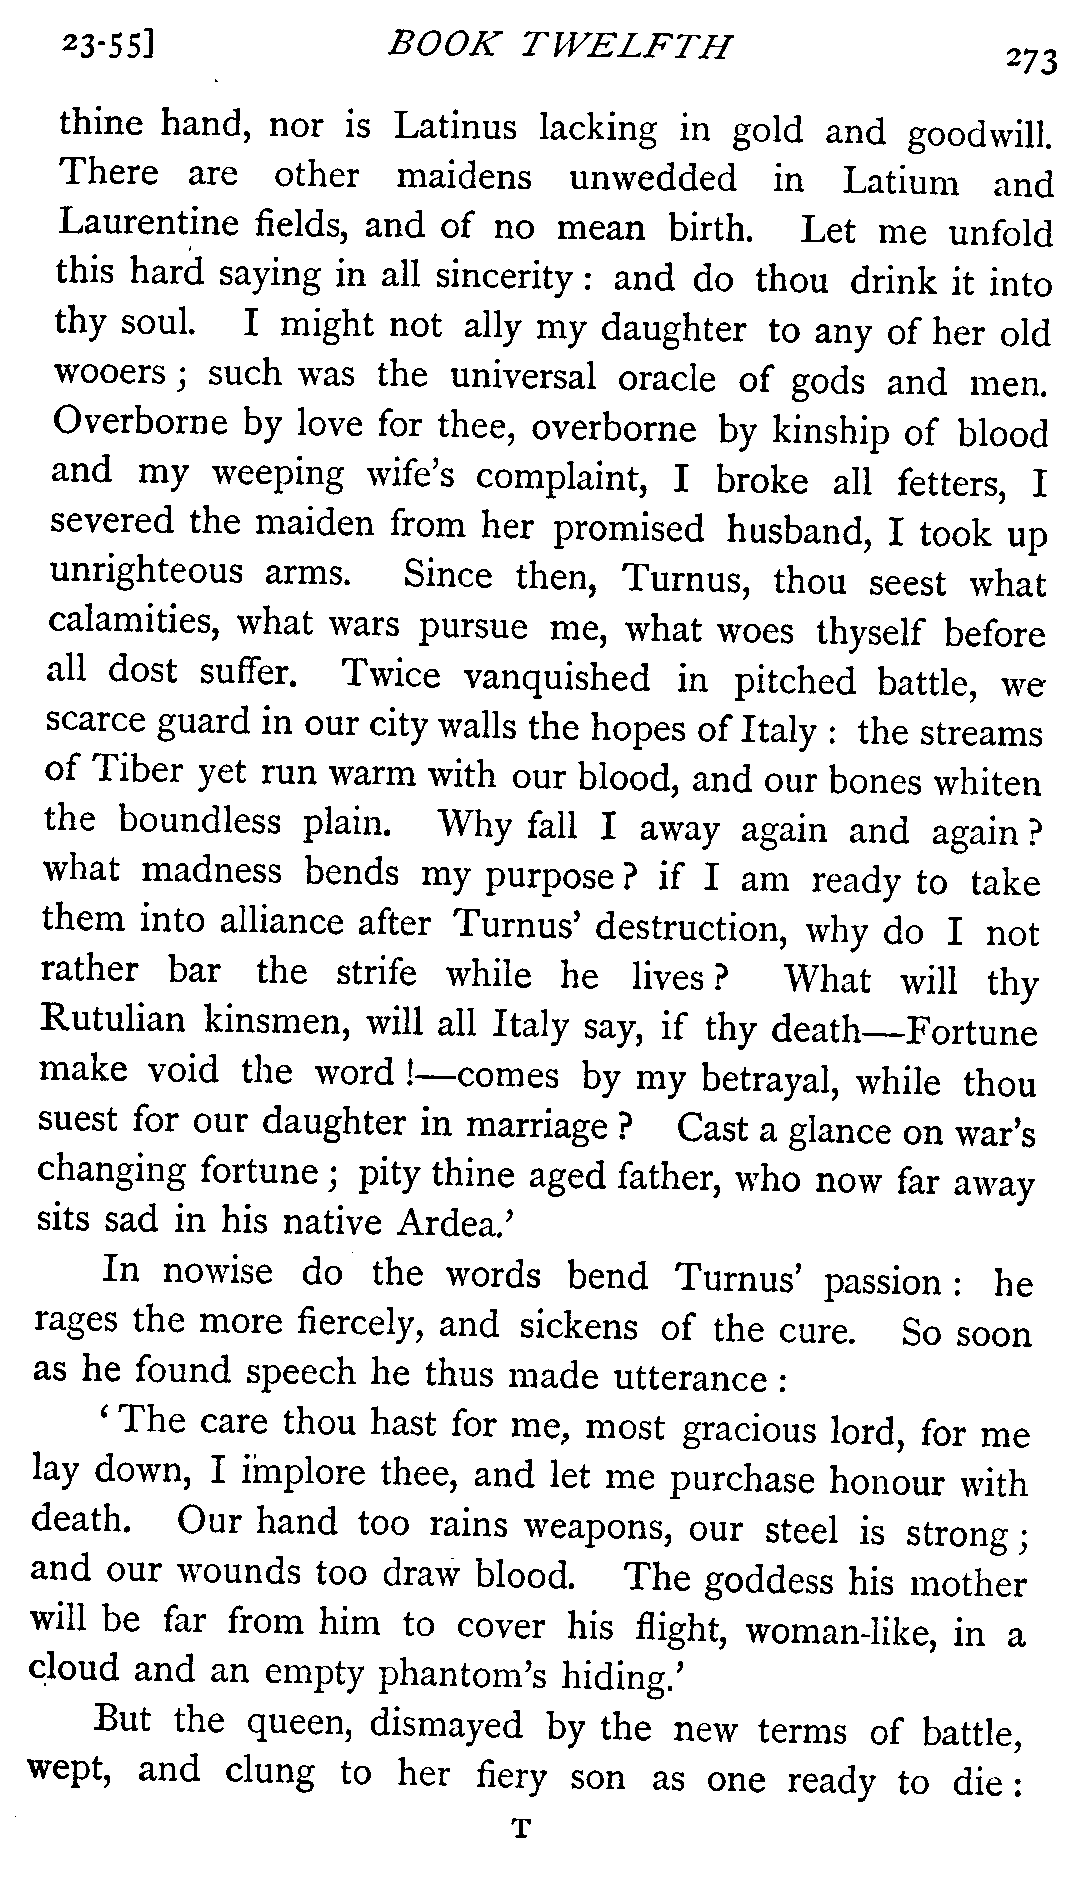 23-55] BOOK TWELFTH 273
thine hand, nor is Latinus lacking in gold and goodwill.
There are other maidens unwedded in Latium and
Laurentine fields, and of no mean birth. Let me unfold
this hard saying in all sincerity : and do thou drink it into
thy soul. I might not ally my daughter to any of her old
wooers ; such was the universal oracle of gods and men.
Overborne by love for thee, overborne by kinship of blood
and my weeping wife's complaint, I broke all fetters, I
severed the maiden from her promised husband, I took up
unrighteous arms. Since then, Turnus, thou seest what
calamities, what wars pursue me, what woes thyself before
all dost suffer. Twice vanquished in pitched battle, we
scarce guard in our city walls the hopes of Italy : the streams
of Tiber yet run warm with our blood, and our bones whiten
the boundless plain. Why fall I away again and again ?
what madness bends my purpose ? if I am ready to take
them into alliance after Turnus' destruction, why do I not
rather bar the strife while he lives ? What will thy
Rutulian kinsmen, will all Italy say, if thy death—Fortune
make void the word !—comes by my betrayal, while thou
suest for our daughter in marriage ? Cast a glance on war's
changing fortune ; pity thine aged father, who now far away
sits sad in his native Ardea.'
In nowise do the words bend Turnus' passion : he
rages the more fiercely, and sickens of the cure. So soon
as he found speech he thus made utterance :
‘ The care thou hast for me, most gracious lord, for me
lay down, I implore thee, and let me purchase honour with
death. Our hand too rains weapons, our steel is strong ;
and our wounds too draw blood. The goddess his mother
will be far from him to cover his flight, woman-like, in a
cloud and an empty phantom's hiding.'
But the queen, dismayed by the new terms of battle,
wept, and clung to her fiery son as one ready to die :
T